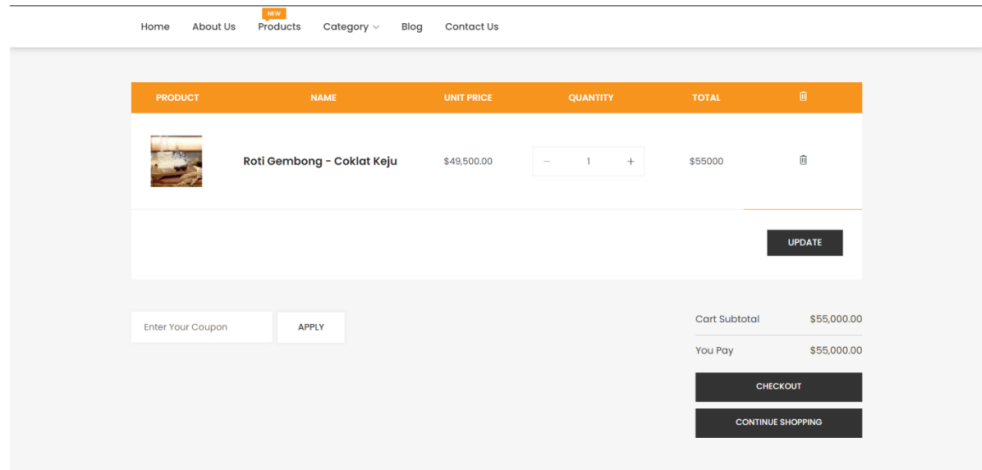 NEW
Home About Us Products Category Blog Contact Us
PRODUCT NAME UNIT PRICE QUANTITY TOTAL
Roti Gembong - Coklat Keju $49,500.00 − 1 + $55000
UPDATE
Enter Your Coupon APPLY
Cart Subtotal $55,000.00
You Pay $55,000.00
CHECKOUT
CONTINUE SHOPPING